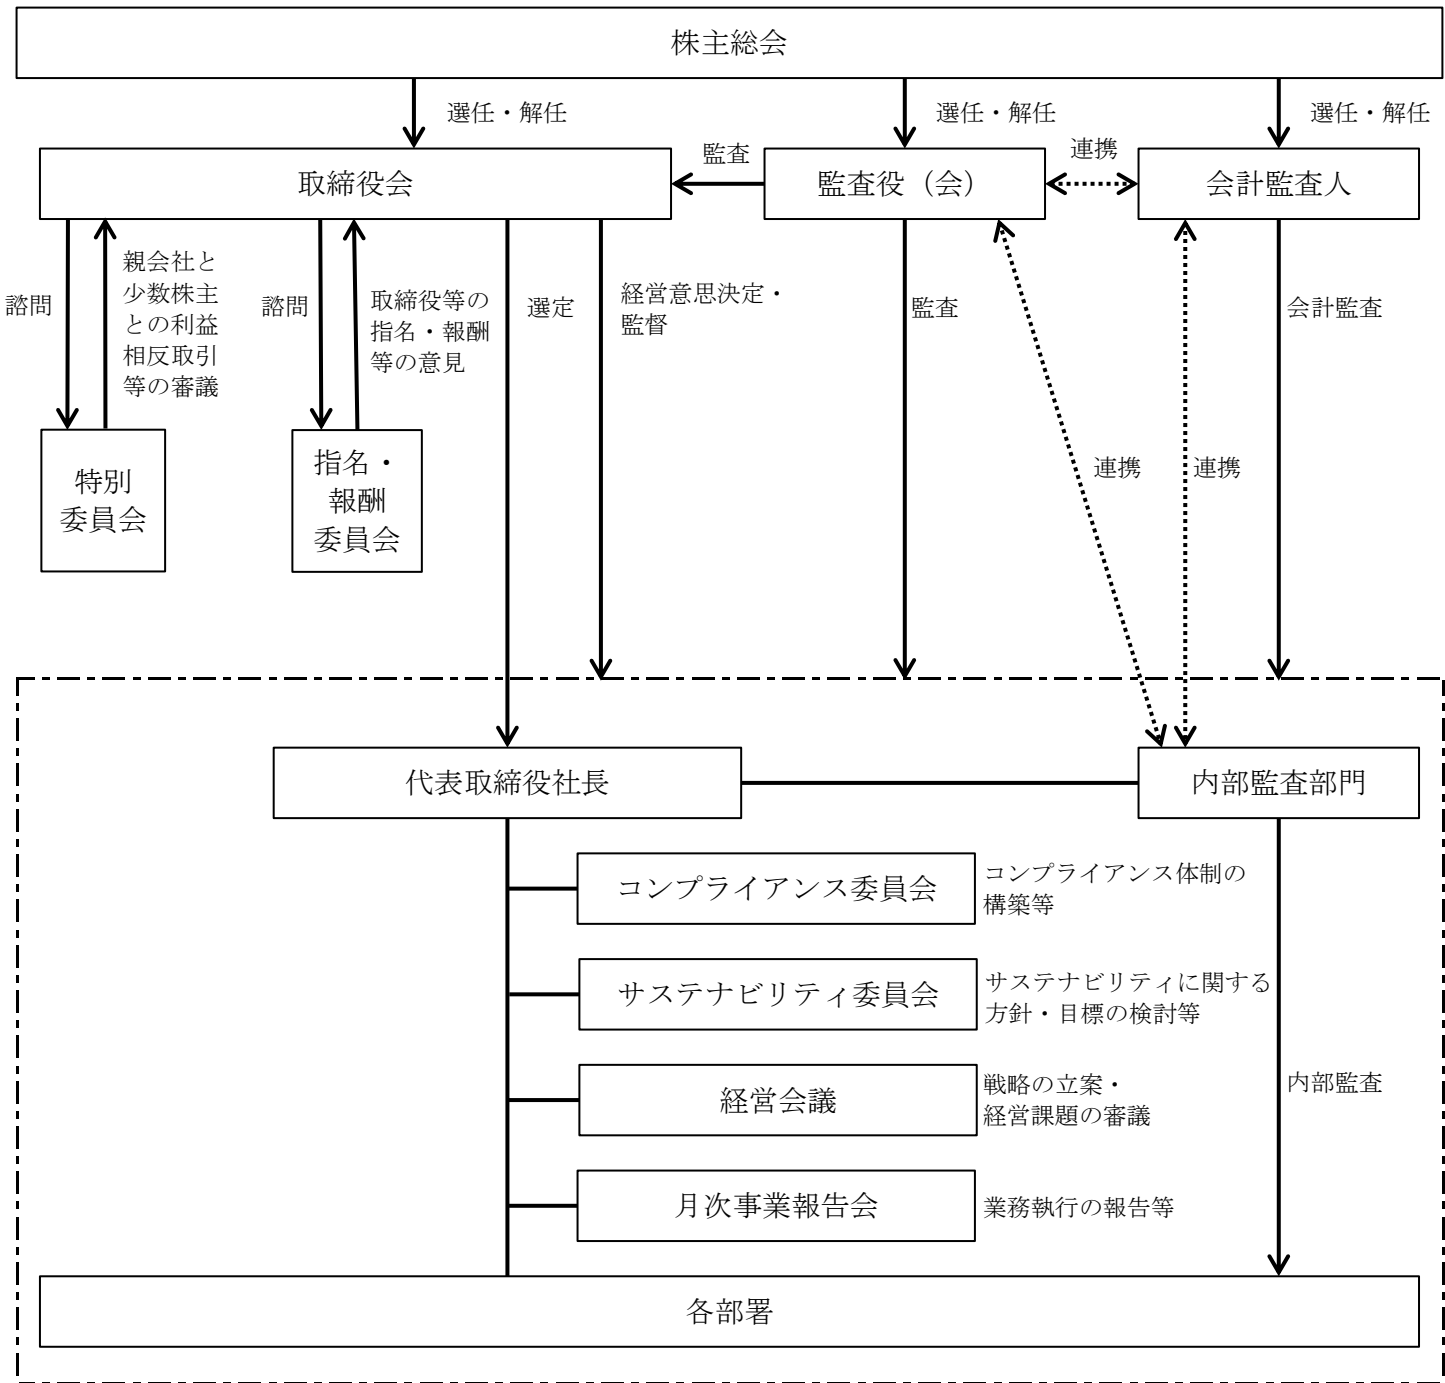 株主総会
選任・解任
選任・解任
選任・解任
取締役会
監査
監査役（会）
連携
会計監査人
諮問
親会社と
少数株主
との利益
相反取引
等の審議
諮問
取締役等の
指名・報酬
等の意見
選定
経営意思決定・
監督
監査
会計監査
特別
委員会
指名・
報酬
委員会
連携
連携
代表取締役社長
内部監査部門
コンプライアンス委員会
コンプライアンス体制の
構築等
サステナビリティ委員会
サステナビリティに関する
方針・目標の検討等
経営会議
戦略の立案・
経営課題の審議
内部監査
月次事業報告会
業務執行の報告等
各部署